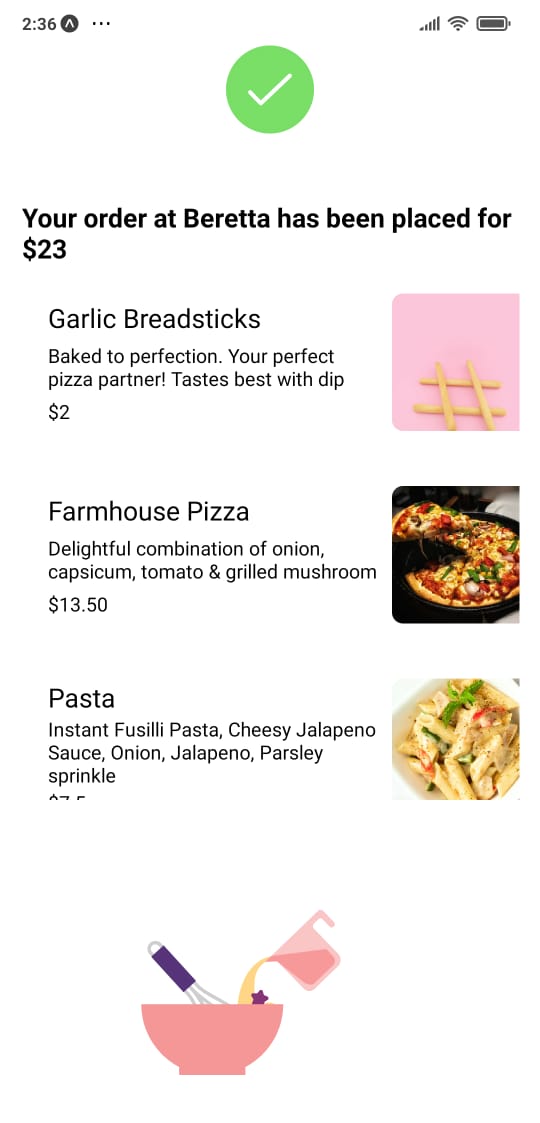 2:36
Your order at Beretta has been placed for
$23
Garlic Breadsticks
Baked to perfection. Your perfect
pizza partner! Tastes best with dip
$2
Farmhouse Pizza
Delightful combination of onion,
capsicum, tomato & grilled mushroom
$13.50
Pasta
Instant Fusilli Pasta, Cheesy Jalapeno
Sauce, Onion, Jalapeno, Parsley
sprinkle